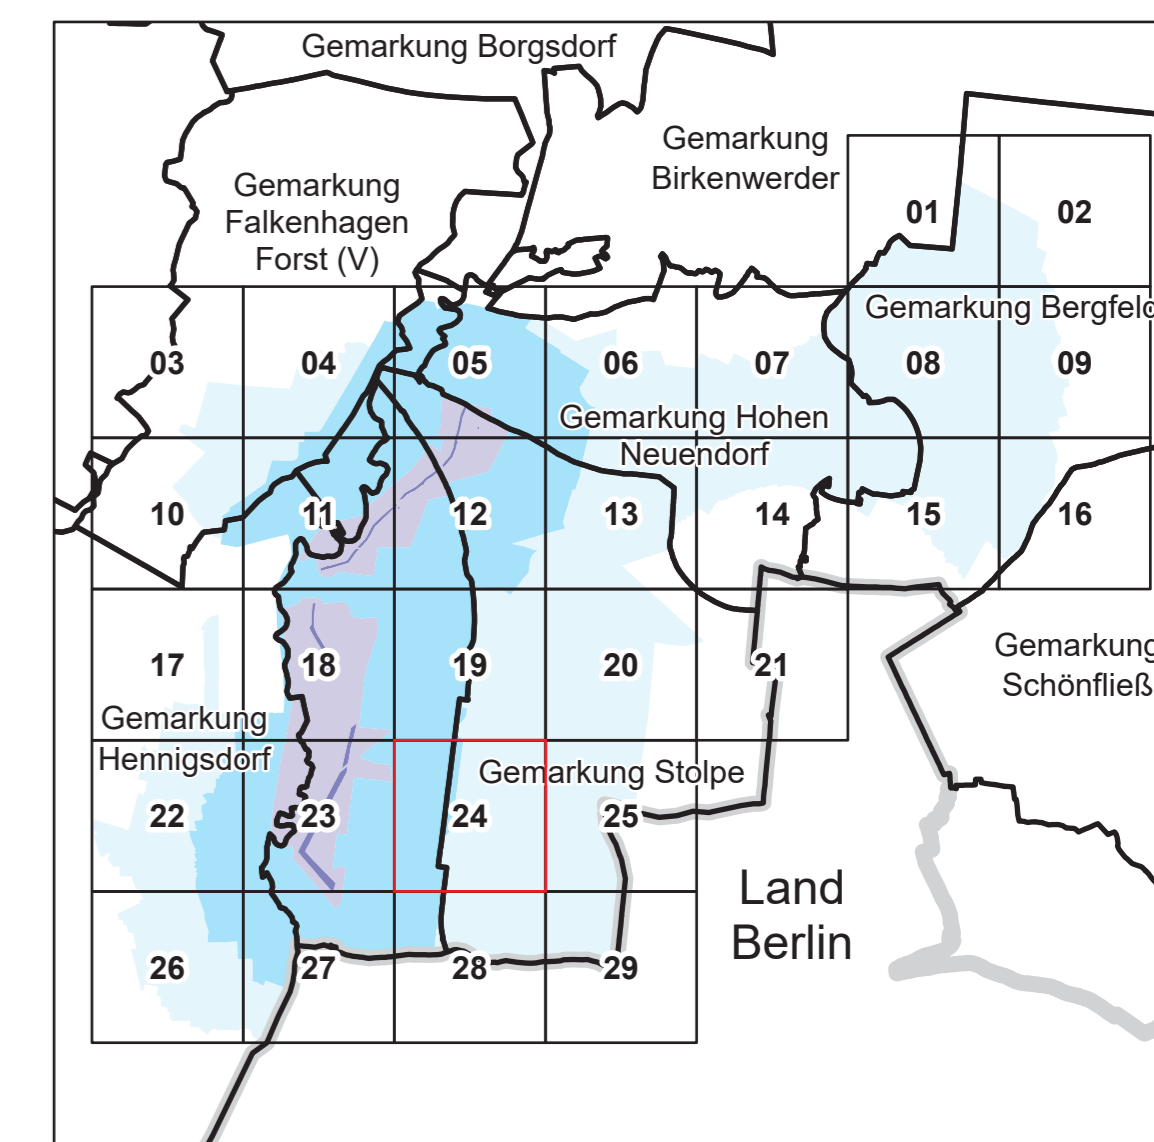 Gemarkung Borgsdorf
Gemarkung
Birkenwerder
Gemarkung
Falkenhagen
Forst (V)
01
02
Gemarkung Bergfeld
03
04
05
06
07
08
09
Gemarkung Hohen
Neuendorf
10
11
12
13
14
15
16
17
18
19
20
21
Gemarkung
Schönfließ
Gemarkung
Hennigsdorf
Gemarkung Stolpe
22
23
24
25
Land
Berlin
26
27
28
29